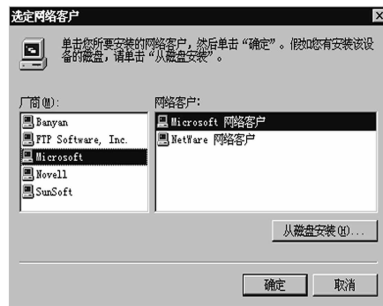 选定网络客户
单击您所要安装的网络客户，然后单击“确定”。假如您有安装该设
备的磁盘，请单击“从磁盘安装”。
厂商(M):
网络客户:
Banyan
FTP Software, Inc.
Microsoft
Novell
SunSoft
Microsoft 网络客户
NetWare 网络客户
从磁盘安装(H)...
确定
取消